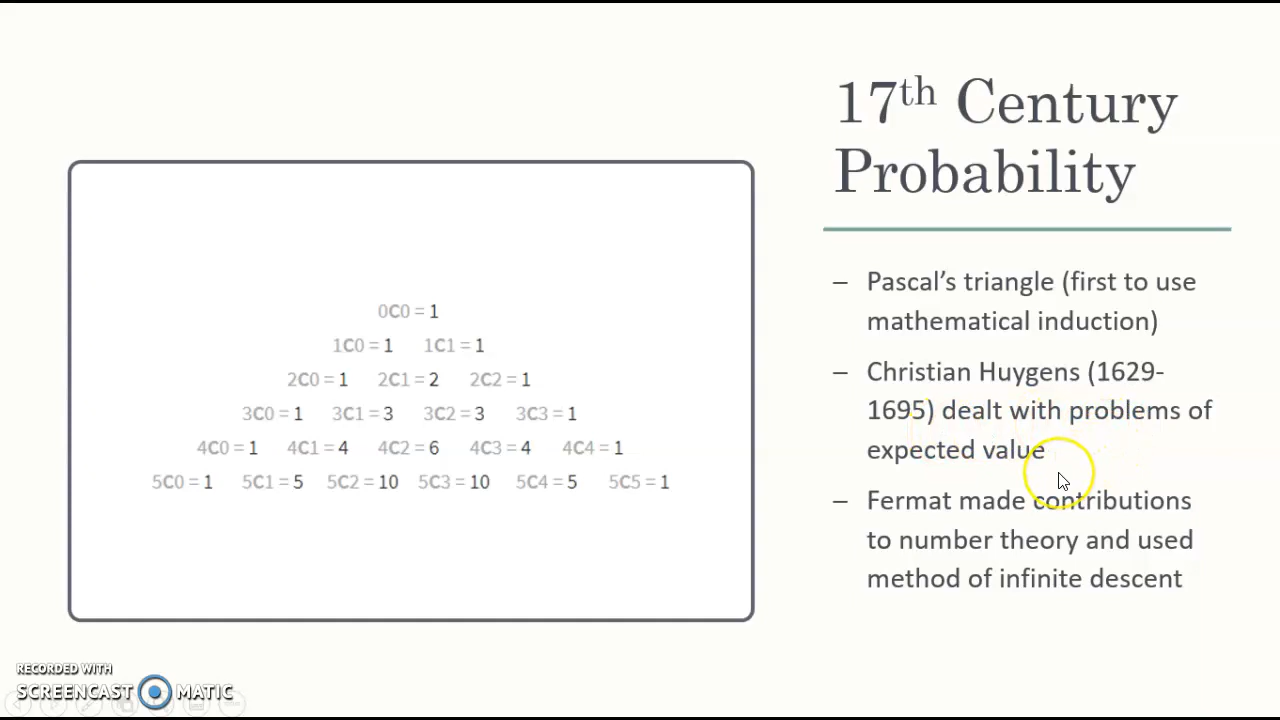 17th Century
Probability
0C0 = 1
1C0 = 1 1C1 = 1
2C0 = 1 2C1 = 2 2C2 = 1
3C0 = 1 3C1 = 3 3C2 = 3 3C3 = 1
4C0 = 1 4C1 = 4 4C2 = 6 4C3 = 4 4C4 = 1
5C0 = 1 5C1 = 5 5C2 = 10 5C3 = 10 5C4 = 5 5C5 = 1
– Pascal’s triangle (first to use
mathematical induction)
– Christian Huygens (1629-
1695) dealt with problems of
expected value
– Fermat made contributions
to number theory and used
method of infinite descent
RECORDED WITH
SCREENCAST MATIC